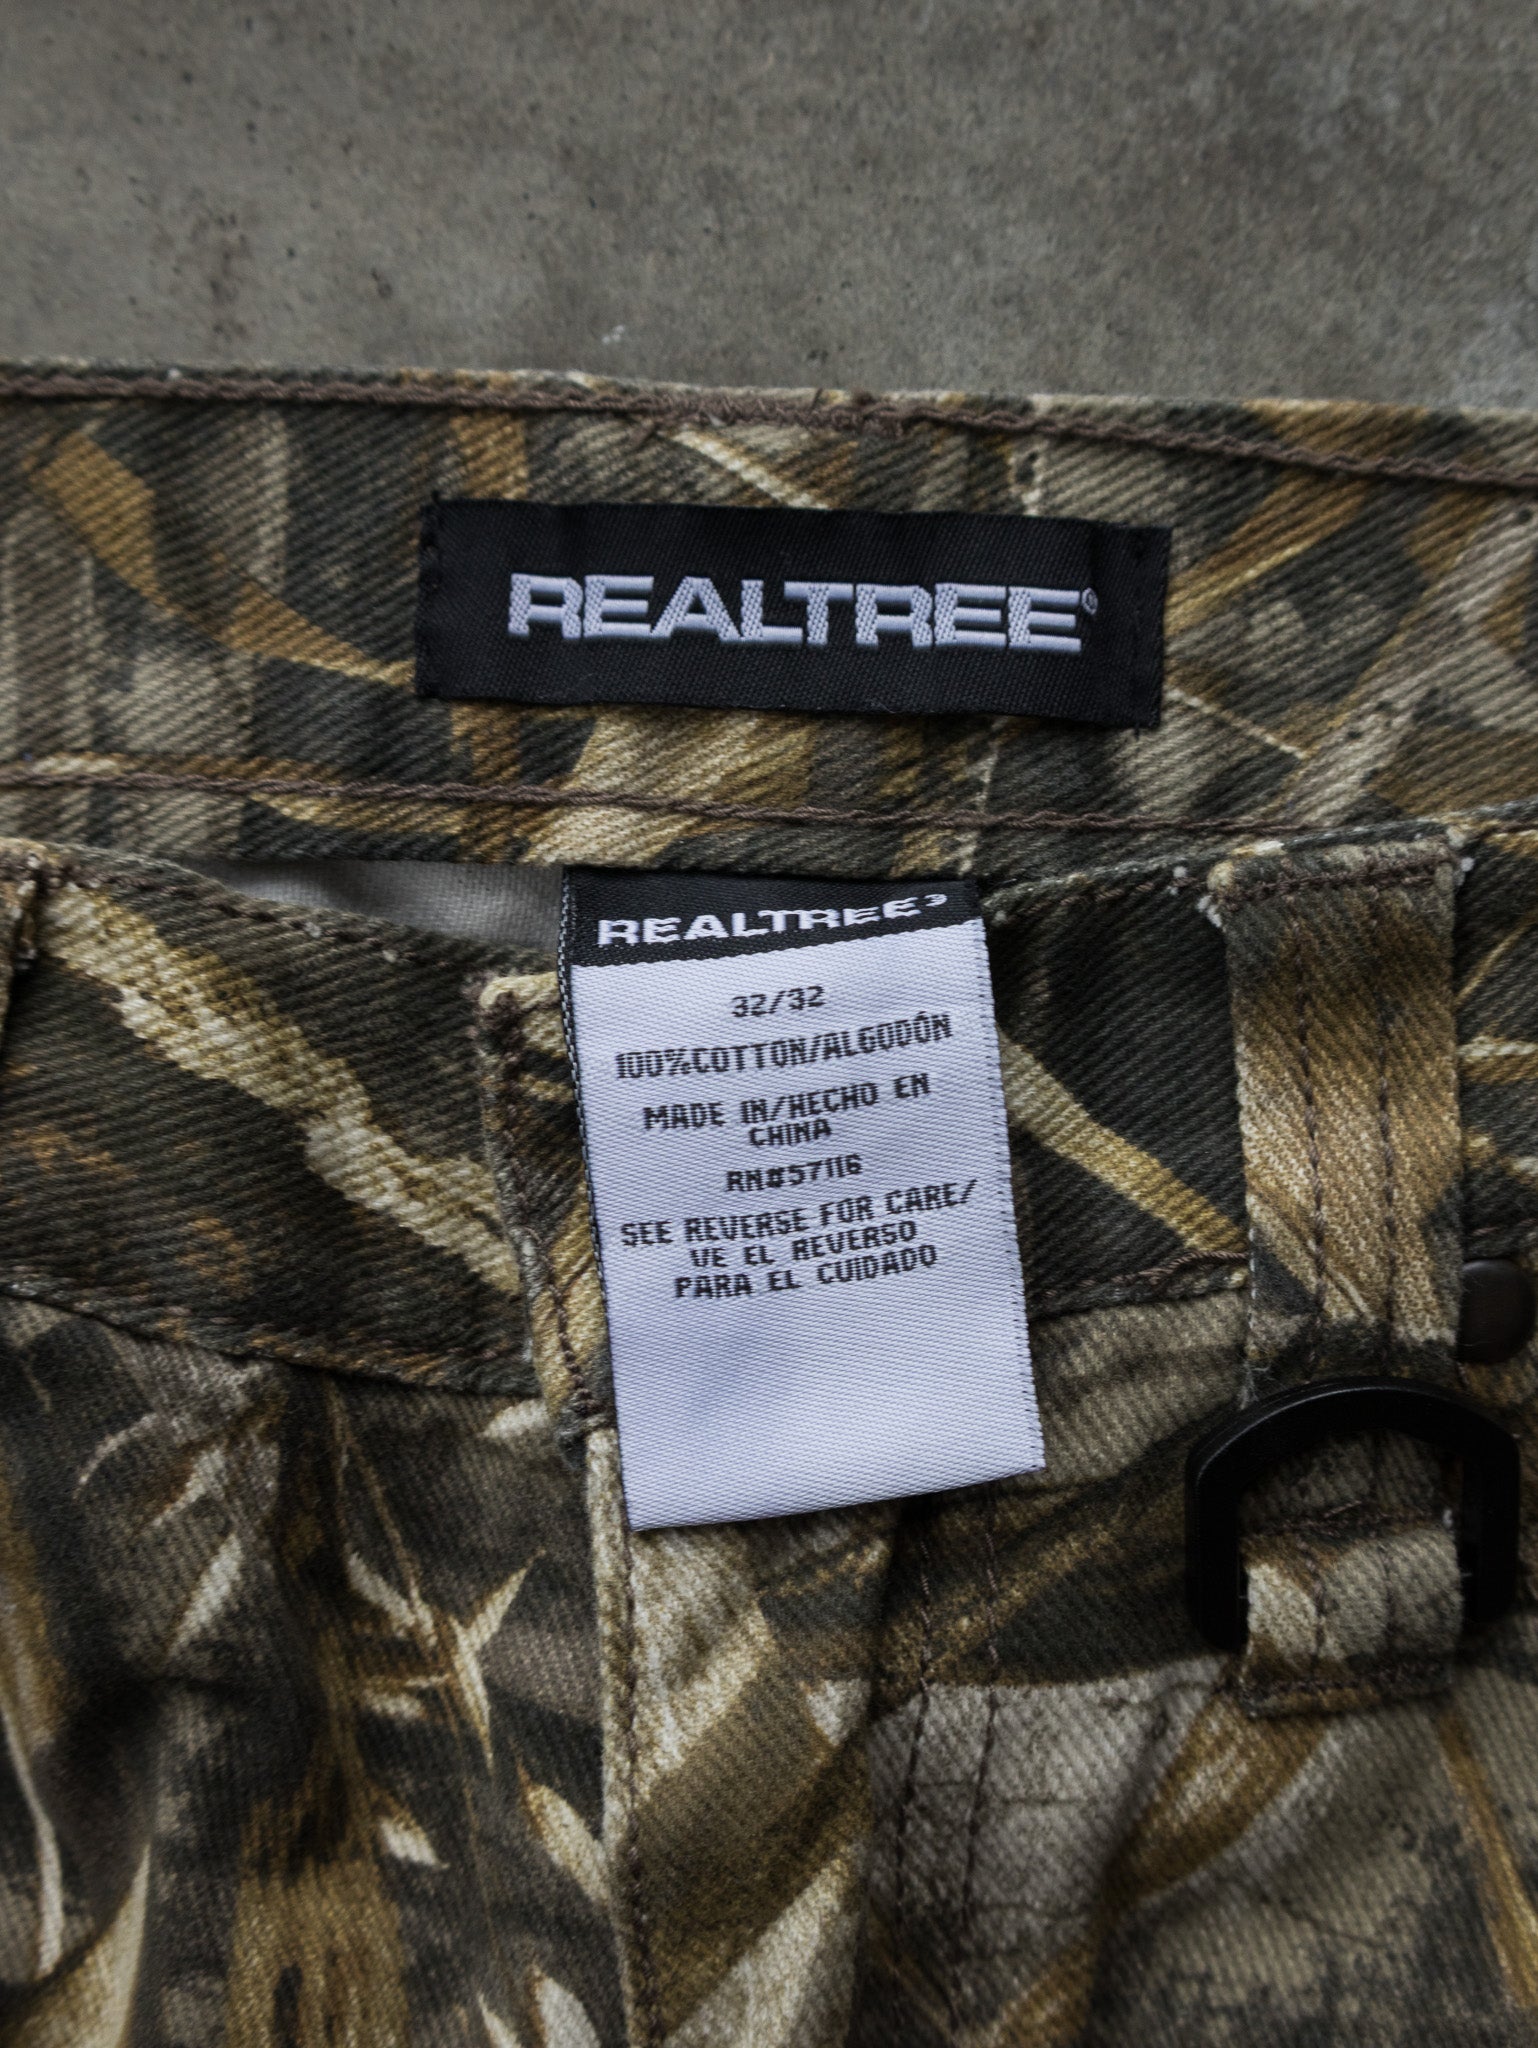 REALTREE®
REALTREE®
32/32
100%COTTON/ALGODÓN
MADE IN/HECHO EN
CHINA
RN#57116
SEE REVERSE FOR CARE/
VE EL REVERSO
PARA EL CUIDADO